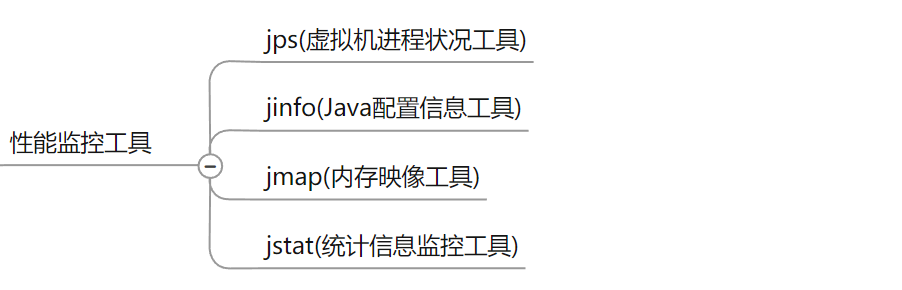 性能监控工具
jps(虚拟机进程状况工具)
jinfo(Java配置信息工具)
jmap(内存映像工具)
jstat(统计信息监控工具)